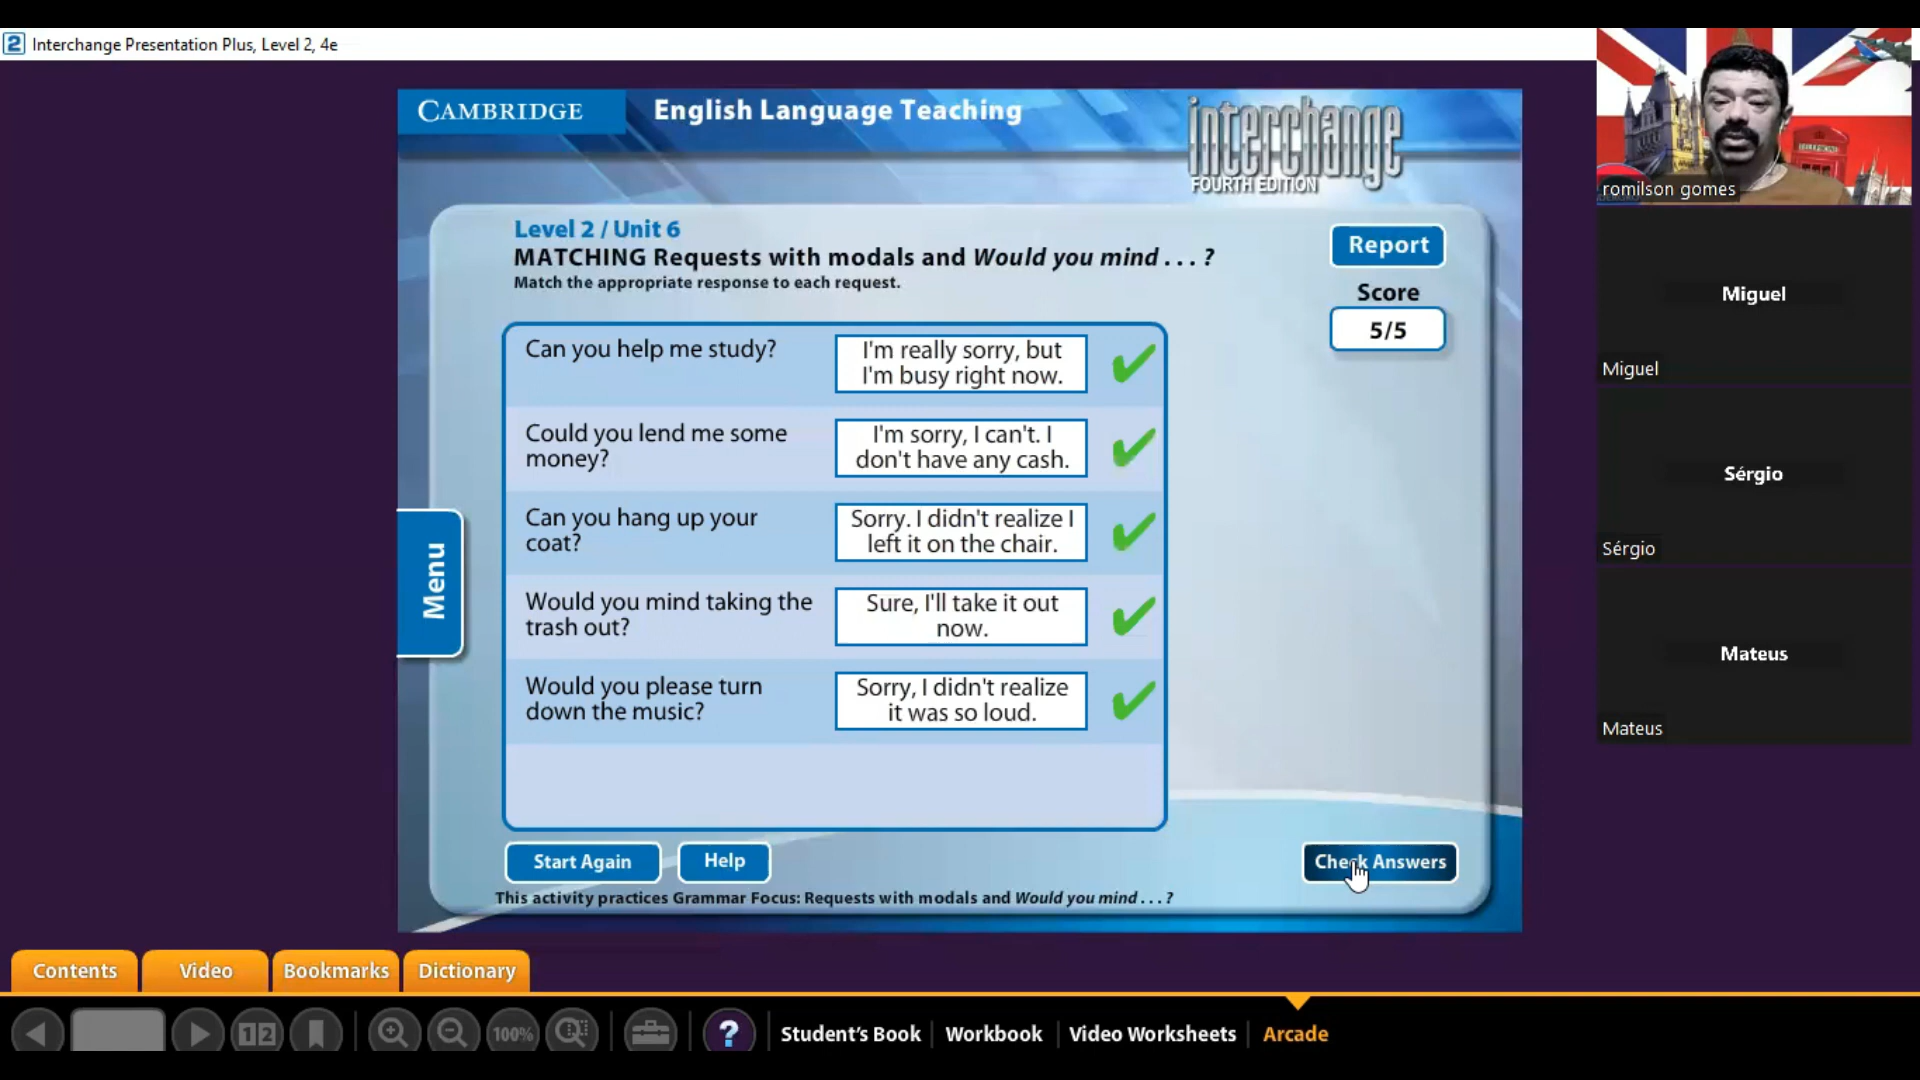 2 Interchange Presentation Plus, Level 2, 4e
CAMBRIDGE
English Language Teaching
interchange
FOURTH EDITION
Level 2 / Unit 6
MATCHING Requests with modals and Would you mind . . . ?
Match the appropriate response to each request.
Report
Score
5/5
Can you help me study?
I'm really sorry, but
I'm busy right now.
Could you lend me some
money?
I'm sorry, I can't. I
don't have any cash.
Can you hang up your
coat?
Sorry. I didn't realize I
left it on the chair.
Would you mind taking the
trash out?
Sure, I'll take it out
now.
Would you please turn
down the music?
Sorry, I didn't realize
it was so loud.
Menu
Start Again
Help
Check Answers
This activity practices Grammar Focus: Requests with modals and Would you mind . . . ?
TELEPHONE
romilson gomes
Miguel
Miguel
Sérgio
Sérgio
Mateus
Mateus
Contents
Video
Bookmarks
Dictionary
12
100%
?
Student's Book
Workbook
Video Worksheets
Arcade